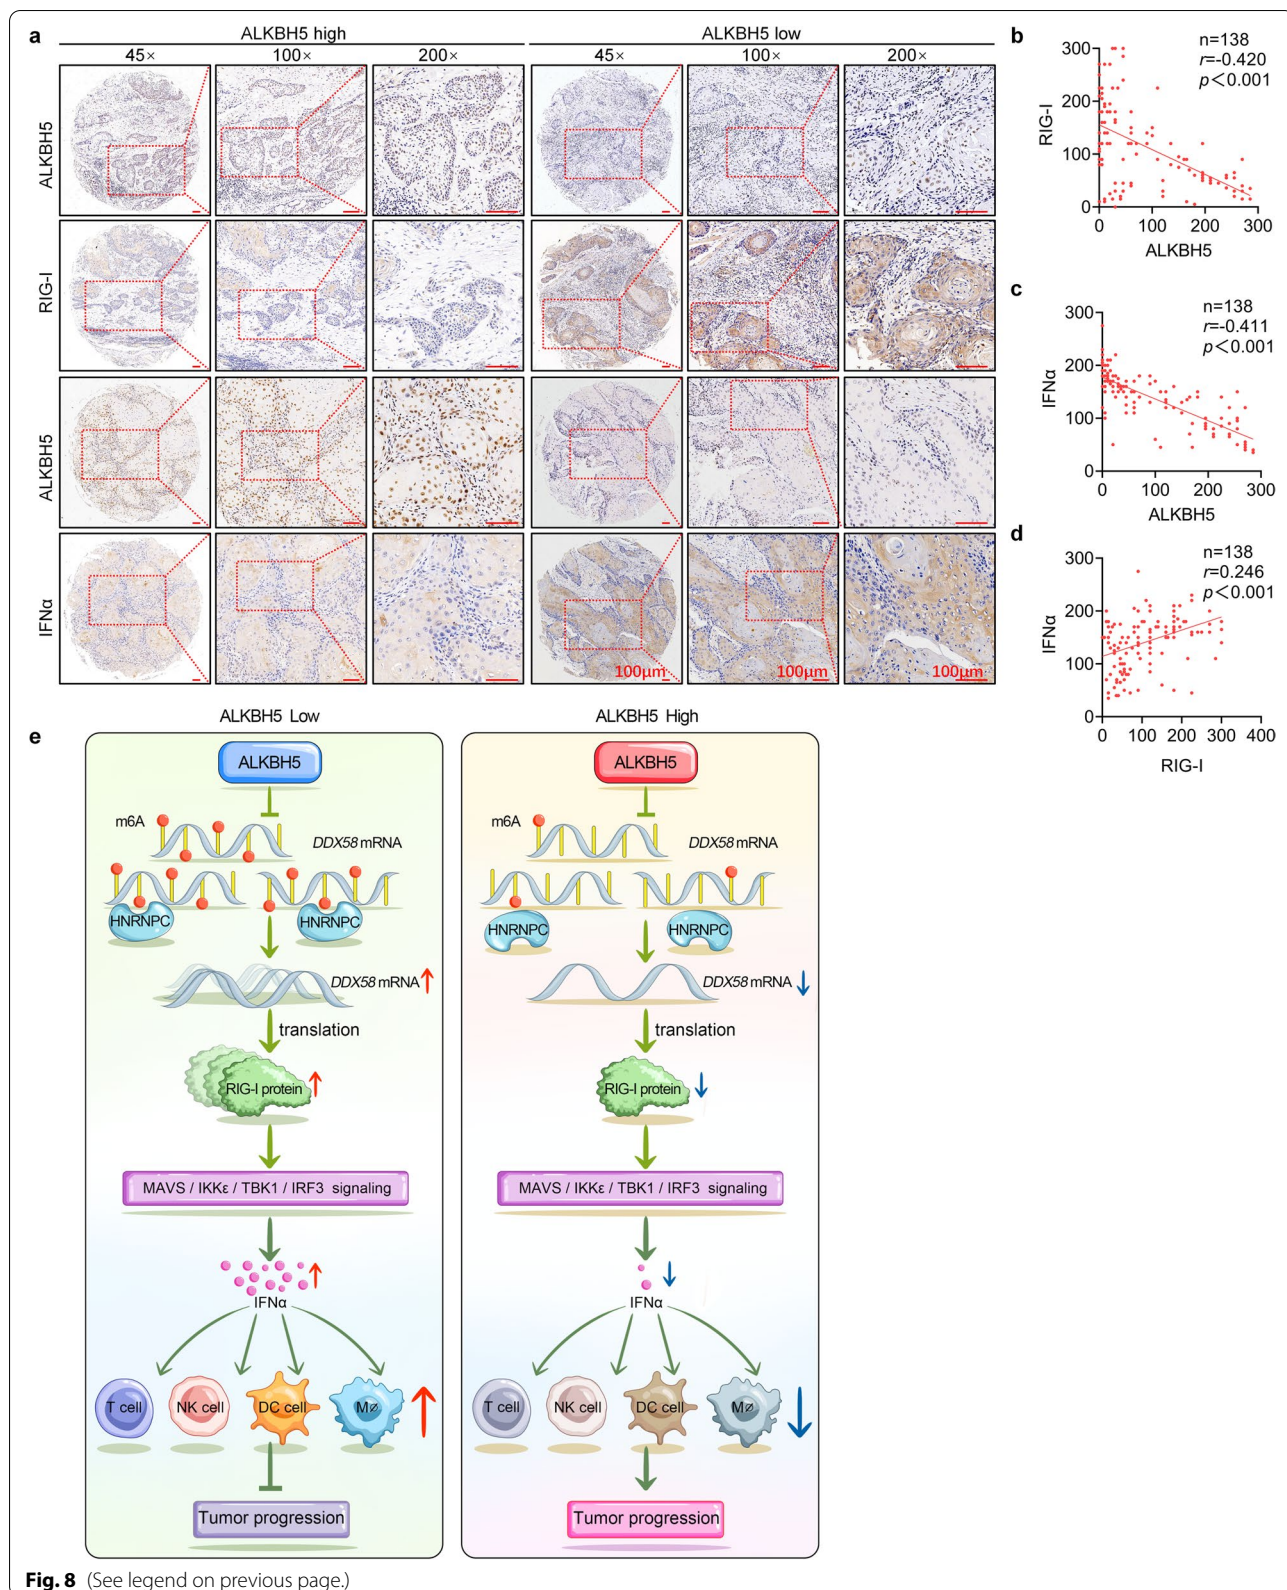 a
ALKBH5 high
ALKBH5 low
45× 100× 200× 45× 100× 200×
ALKBH5
RIG-I
ALKBH5
IFNα
100μm 100μm 100μm
b
n=138
r=-0.420
p<0.001
RIG-I
300
200
100
0
0 100 200 300
ALKBH5
c
n=138
r=-0.411
p<0.001
IFNα
300
200
100
0
0 100 200 300
ALKBH5
d
n=138
r=0.246
p<0.001
IFNα
300
200
100
0
0 100 200 300 400
RIG-I
e
ALKBH5 Low
ALKBH5
m6A
DDX58 mRNA
HNRNPC HNRNPC
DDX58 mRNA
translation
RIG-I protein
MAVS / IKKε / TBK1 / IRF3 signaling
IFNα
T cell NK cell DC cell Mø
Tumor progression
ALKBH5 High
ALKBH5
m6A
DDX58 mRNA
HNRNPC HNRNPC
DDX58 mRNA
translation
RIG-I protein
MAVS / IKKε / TBK1 / IRF3 signaling
IFNα
T cell NK cell DC cell Mø
Tumor progression
Fig. 8 (See legend on previous page.)